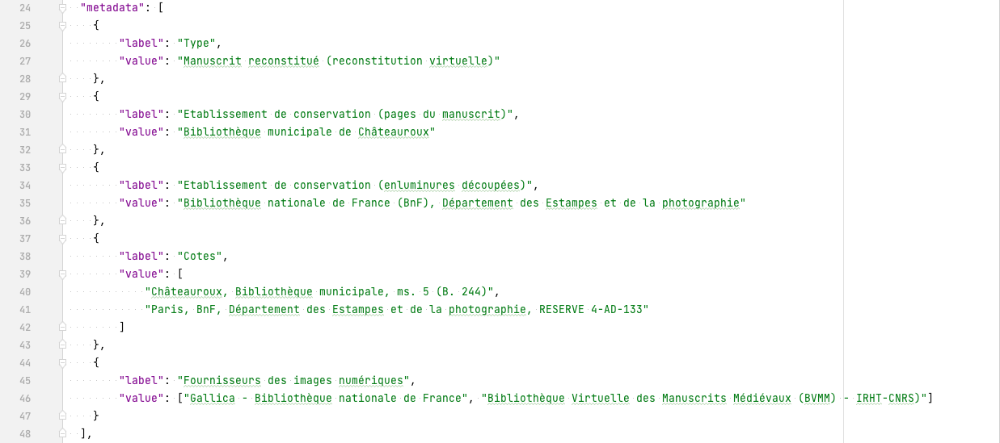 24 "metadata": [
25 {
26 "label": "Type",
27 "value": "Manuscrit reconstitué (reconstitution virtuelle)"
28 },
29 {
30 "label": "Etablissement de conservation (pages du manuscrit)",
31 "value": "Bibliothèque municipale de Châteauroux"
32 },
33 {
34 "label": "Etablissement de conservation (enluminures découpées)",
35 "value": "Bibliothèque nationale de France (BnF), Département des Estampes et de la photographie"
36 },
37 {
38 "label": "Cotes",
39 "value": [
40 "Châteauroux, Bibliothèque municipale, ms. 5 (B. 244)",
41 "Paris, BnF, Département des Estampes et de la photographie, RESERVE 4-AD-133"
42 ]
43 },
44 {
45 "label": "Fournisseurs des images numériques",
46 "value": ["Gallica - Bibliothèque nationale de France", "Bibliothèque Virtuelle des Manuscrits Médiévaux (BVMM) - IRHT-CNRS)"]
47 }
48 ],